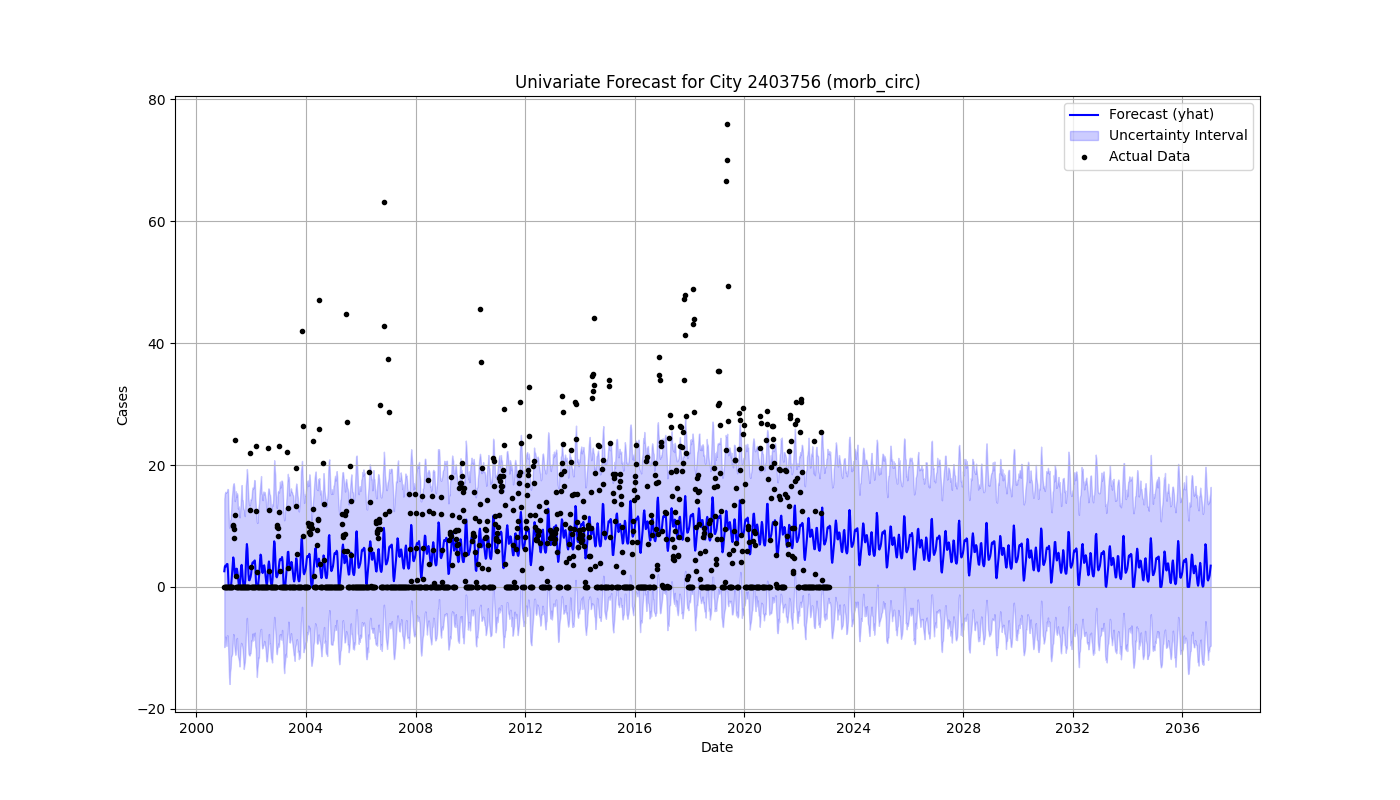 Univariate Forecast for City 2403756 (morb_circ)
Forecast (yhat)
Uncertainty Interval
Actual Data
80
60
40
20
0
−20
Cases
2000 2004 2008 2012 2016 2020 2024 2028 2032 2036
Date